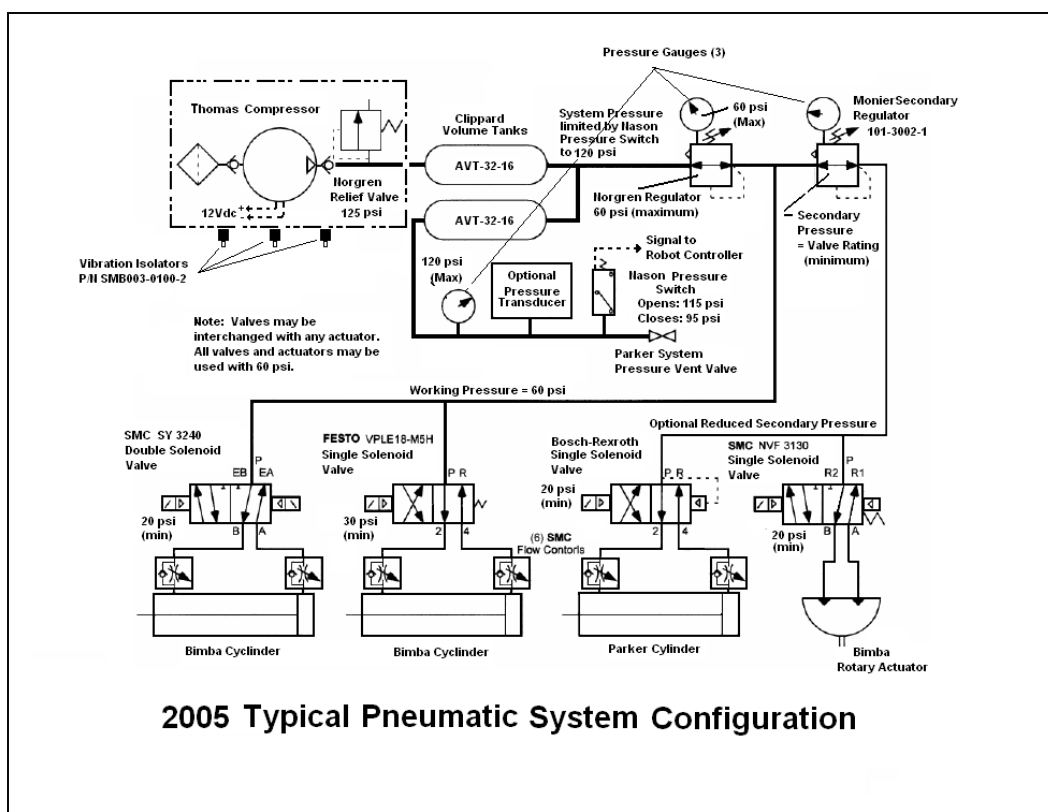 Pressure Gauges (3)
Thomas Compressor
12Vdc
+
-
Norgren
Relief Valve
125 psi
Vibration Isolators
P/N SMB003-0100-2
Clippard
Volume Tanks
AVT-32-16
AVT-32-16
System Pressure
limited by Nason
Pressure Switch
to 120 psi
60 psi
(Max)
MonierSecondary
Regulator
101-3002-1
Norgren Regulator
60 psi (maximum)
Secondary
Pressure
= Valve Rating
(minimum)
120 psi
(Max)
Optional
Pressure
Transducer
Signal to
Robot Controller
Nason Pressure
Switch
Opens: 115 psi
Closes: 95 psi
Parker System
Pressure Vent Valve
Note: Valves may be
interchanged with any actuator.
All valves and actuators may be
used with 60 psi.
Working Pressure = 60 psi
Optional Reduced Secondary Pressure
SMC SY 3240
Double Solenoid
Valve
P
EB EA
20 psi
(min)
B A
FESTO VPLE18-M5H
Single Solenoid
Valve
P R
30 psi
(min)
2 4
Bosch-Rexroth
Single Solenoid
Valve
P R
20 psi
(min)
2 4
SMC NVF 3130
Single Solenoid
Valve
P
R2 R1
20 psi
(min)
B A
(6) SMC
Flow Contorls
Bimba Cyclinder
Bimba Cyclinder
Parker Cylinder
Bimba
Rotary Actuator
2005 Typical Pneumatic System Configuration